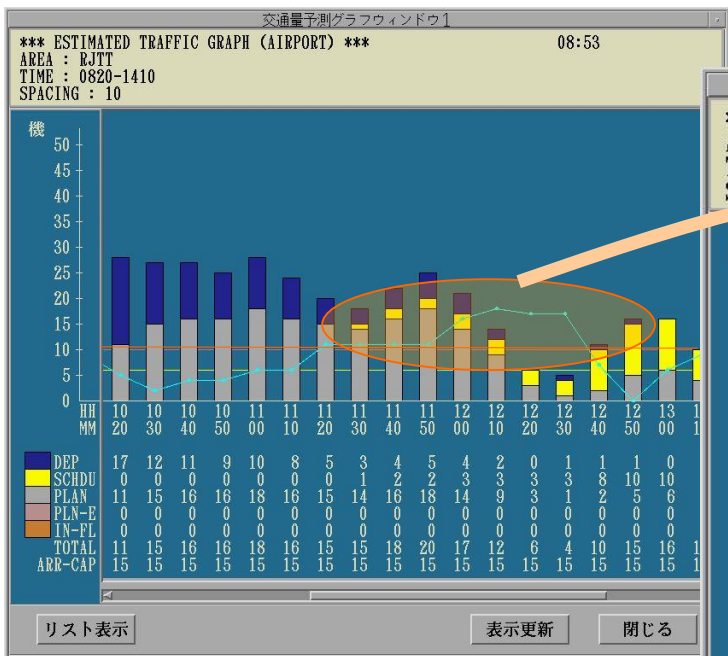 交通量予測グラフウィンドウ1
*** ESTIMATED TRAFFIC GRAPH (AIRPORT) *** 08:53
AREA : RJTT
TIME : 0820-1410
SPACING : 10
機
50
45
40
35
30
25
20
15
10
5
0
HH 10 10 10 10 11 11 11 11 11 11 12 12 12 12 12 12 13 1
MM 20 30 40 50 00 10 20 30 40 50 00 10 20 30 40 50 00 1
DEP 17 12 11 9 10 8 5 3 4 5 4 2 0 1 1 1 0
SCHDU 0 0 0 0 0 0 0 1 2 2 3 3 3 3 8 10 10
PLAN 11 15 16 16 18 16 15 14 16 18 14 9 3 1 2 5 6
PLN-E 0 0 0 0 0 0 0 0 0 0 0 0 0 0 0 0 0
IN-FL 0 0 0 0 0 0 0 0 0 0 0 0 0 0 0 0 0
TOTAL 11 15 16 16 18 16 15 15 18 20 17 12 6 4 10 15 16 1
ARR-CAP 15 15 15 15 15 15 15 15 15 15 15 15 15 15 15 15 15 1
リスト表示 表示更新 閉じる